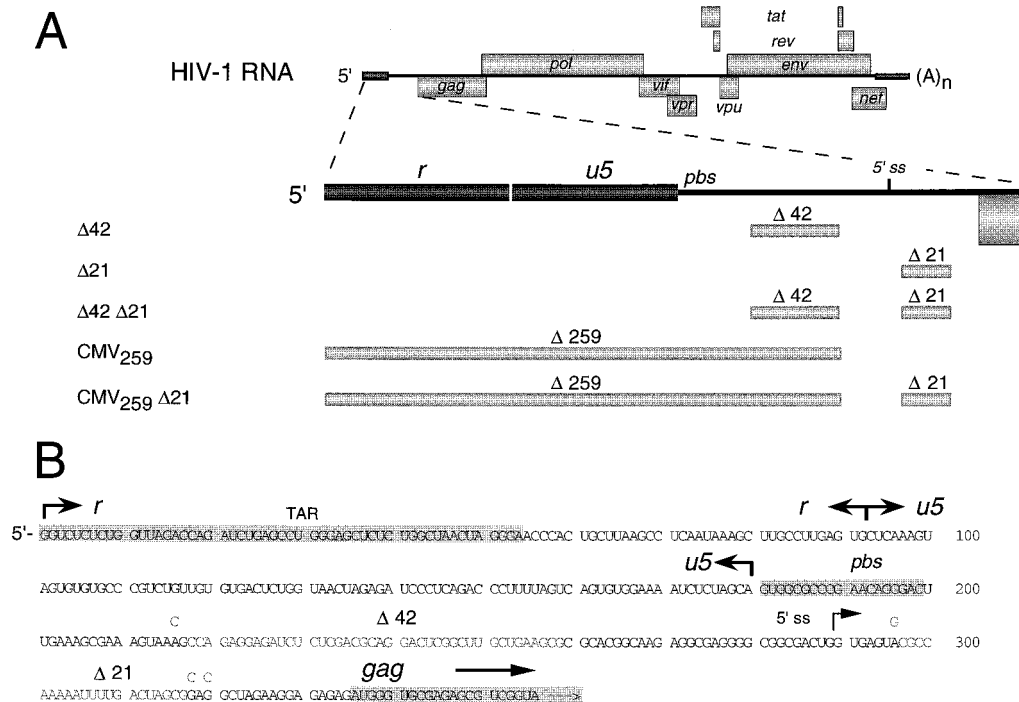 A
tat
rev
HIV-1 RNA 5' pol env (A)n
gag vif vpr vpu nef
5' ss
5' r u5 pbs
Δ42 Δ 42
Δ21 Δ 21
Δ42 Δ21 Δ 42 Δ 21
CMV259 Δ 259
CMV259 Δ21 Δ 259 Δ 21
B
r TAR r u5
5'- GGUCUCUCUG GUUAGACCAG AUCUGAGCCU GGGAGCUCUC UGGCUAACUA GGGAACCCAC UGCUUAAGCC UCAAUAAAGC UUGCCUUGAG UGCUCAAAGU 100
u5 pbs
AGUGUGUGCC CGUCUGUUGU GUGACUCUGG UAACUAGAGA UCCCUCAGAC CCUUUUAGUC AGUGUGGAAA AUCUCUAGCA GUGGCGCCCG AACAGGGACU 200
C Δ 42 5' ss G
UGAAAGCGAA AGUAAAGCCA GAGGAGAUCU CUCGACGCAG GACUCGGCUU GCUGAAGCGC GCACGGCAAG AGGCGAGGGG CGGCGACUGG UGAGUACGCC 300
Δ 21 C C gag
AAAAAUUUUG ACUAGCGGAG GCUAGAAGGA GAGAGAUGGG UGCGAGAGCG UCGGUA